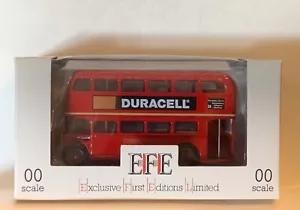 DURACELL
EFE
00 scale
00 scale
Exclusive First Editions Limited